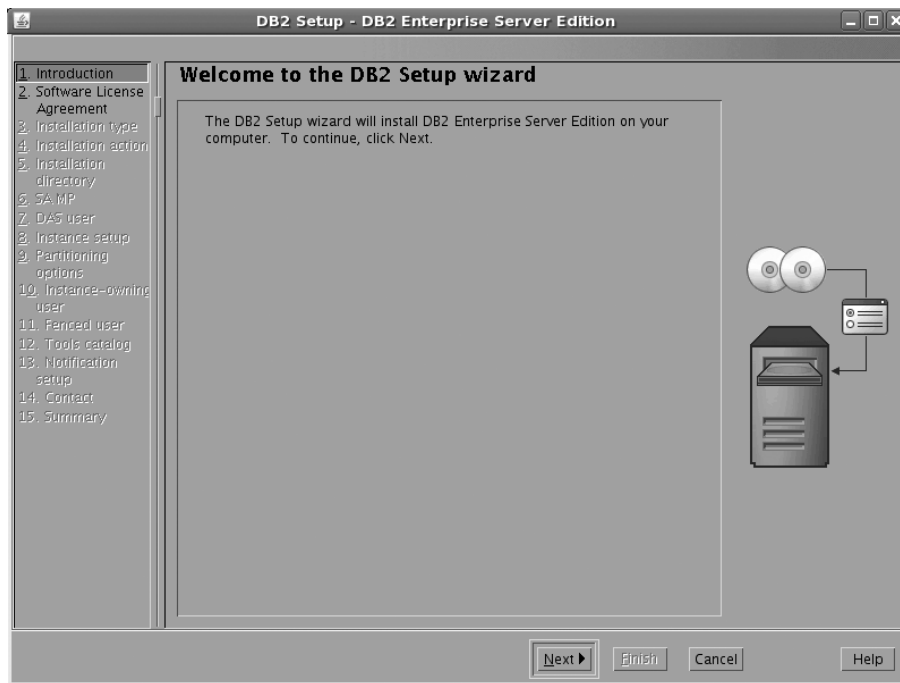 DB2 Setup - DB2 Enterprise Server Edition
1. Introduction
2. Software License
Agreement
3. Installation type
4. Installation action
5. Installation
directory
6. SA MP
7. DAS user
8. Instance setup
9. Partitioning
options
10. Instance-owning
user
11. Fenced user
12. Tools catalog
13. Notification
setup
14. Contact
15. Summary
Welcome to the DB2 Setup wizard
The DB2 Setup wizard will install DB2 Enterprise Server Edition on your
computer. To continue, click Next.
Next
Finish
Cancel
Help